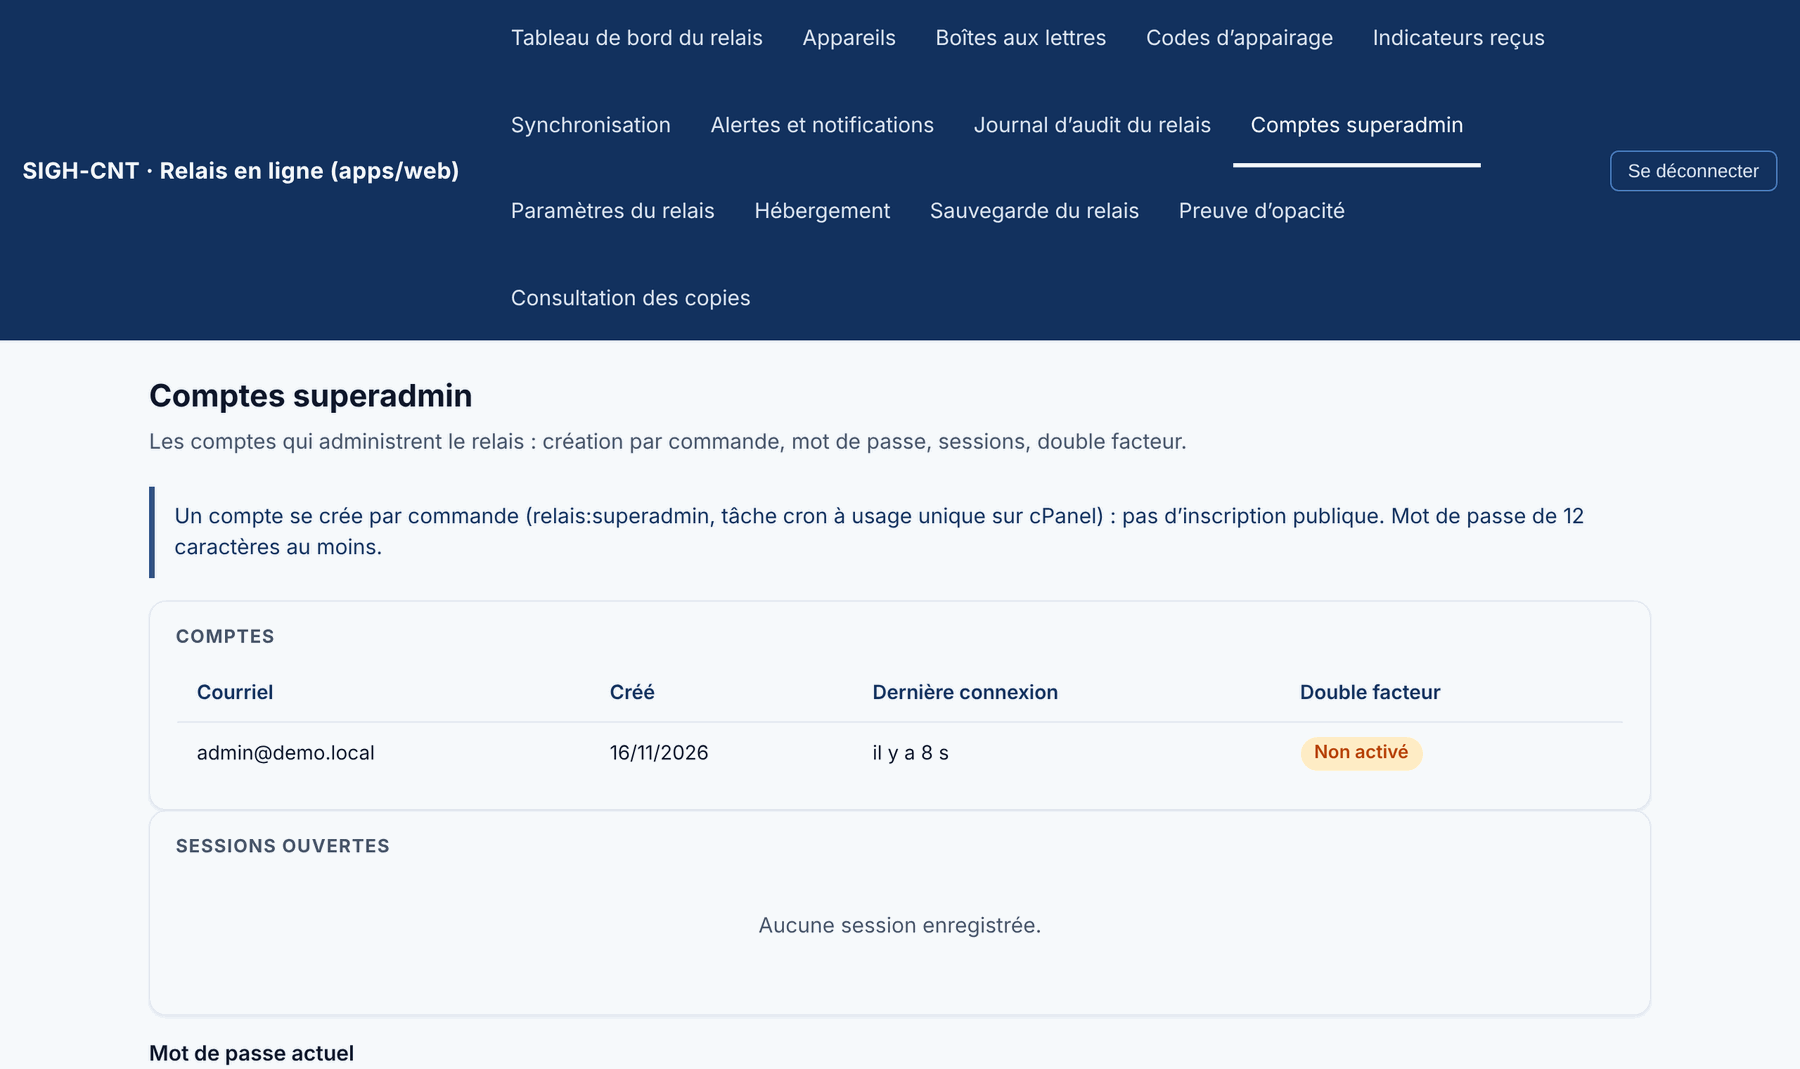 Tableau de bord du relais Appareils Boîtes aux lettres Codes d’appairage Indicateurs reçus
Synchronisation Alertes et notifications Journal d’audit du relais Comptes superadmin
SIGH-CNT · Relais en ligne (apps/web)
Se déconnecter
Paramètres du relais Hébergement Sauvegarde du relais Preuve d’opacité
Consultation des copies
Comptes superadmin
Les comptes qui administrent le relais : création par commande, mot de passe, sessions, double facteur.
Un compte se crée par commande (relais:superadmin, tâche cron à usage unique sur cPanel) : pas d’inscription publique. Mot de passe de 12
caractères au moins.
COMPTES
Courriel Créé Dernière connexion Double facteur
admin@demo.local 16/11/2026 il y a 8 s Non activé
SESSIONS OUVERTES
Aucune session enregistrée.
Mot de passe actuel